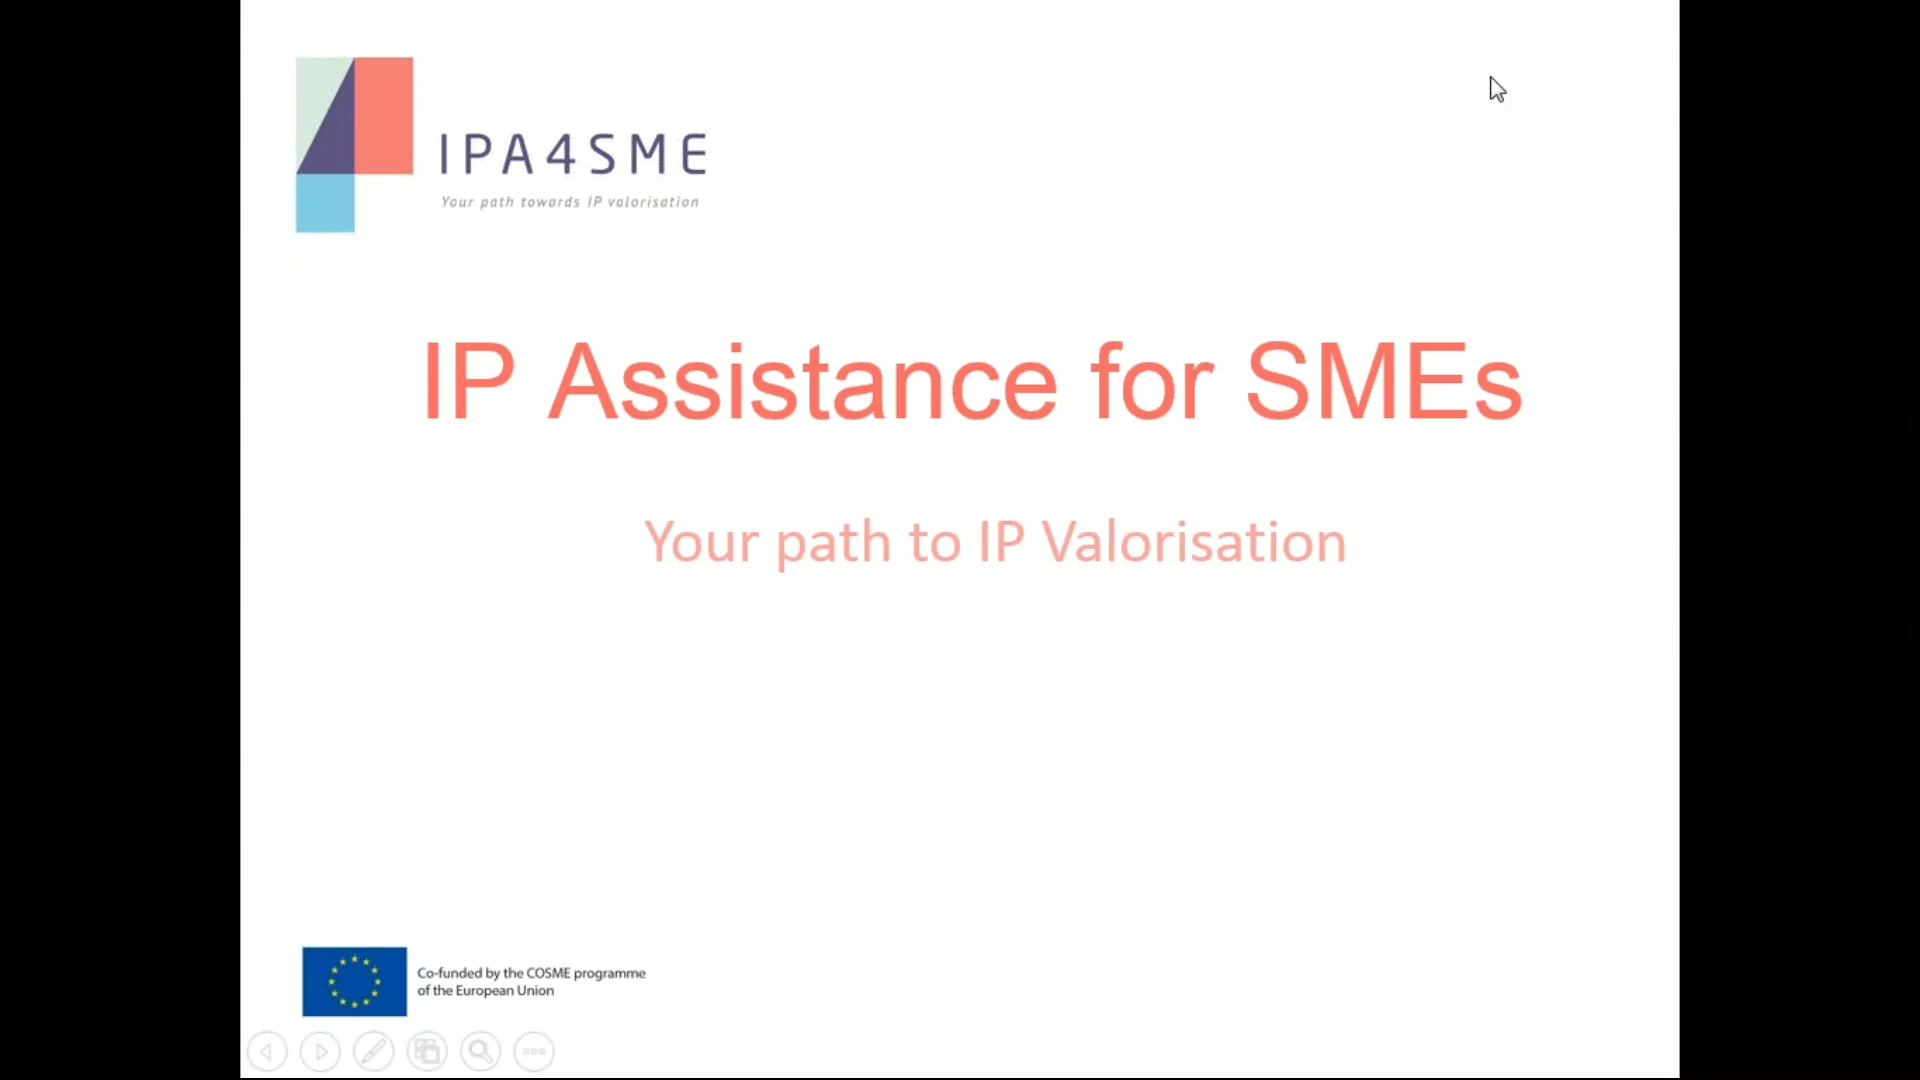 IPA4SME
Your path towards IP valorisation
IP Assistance for SMEs
Your path to IP Valorisation
Co-funded by the COSME programme
of the European Union